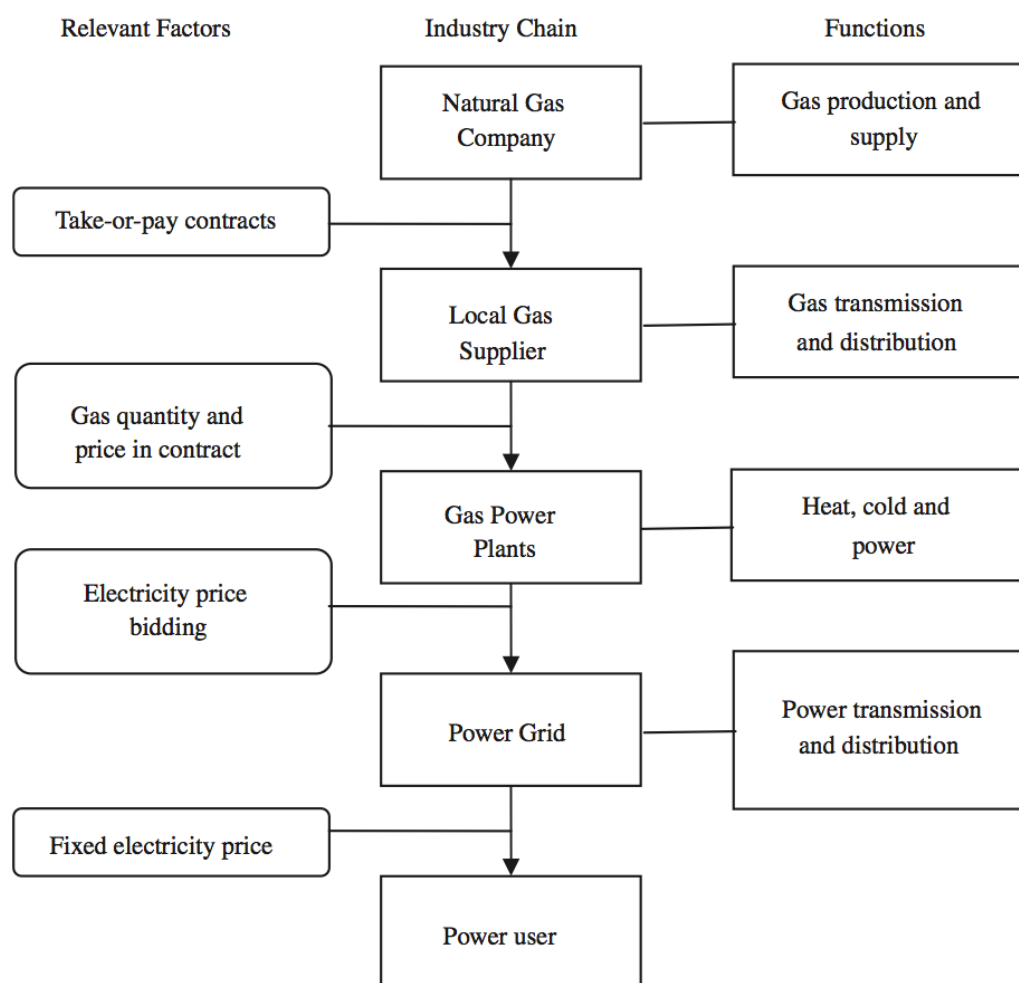 Relevant Factors
Industry Chain
Functions
Natural Gas
Company
Gas production and
supply
Take-or-pay contracts
Local Gas
Supplier
Gas transmission
and distribution
Gas quantity and
price in contract
Gas Power
Plants
Heat, cold and
power
Electricity price
bidding
Power Grid
Power transmission
and distribution
Fixed electricity price
Power user